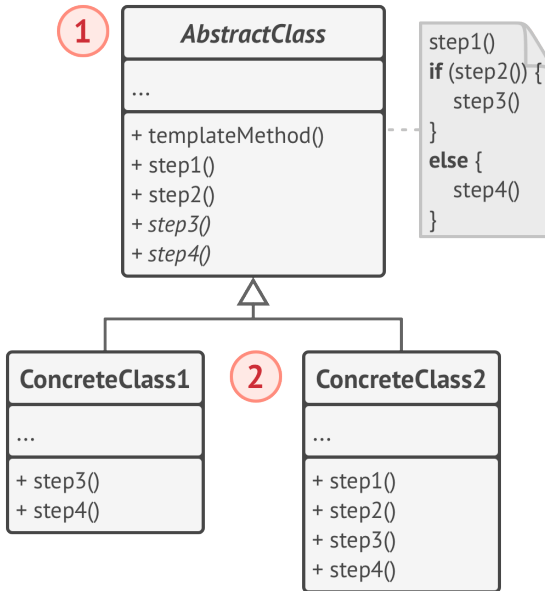 1
AbstractClass
...
+ templateMethod()
+ step1()
+ step2()
+ step3()
+ step4()
step1()
if (step2()) {
step3()
}
else {
step4()
}
2
ConcreteClass1
...
+ step3()
+ step4()
ConcreteClass2
...
+ step1()
+ step2()
+ step3()
+ step4()